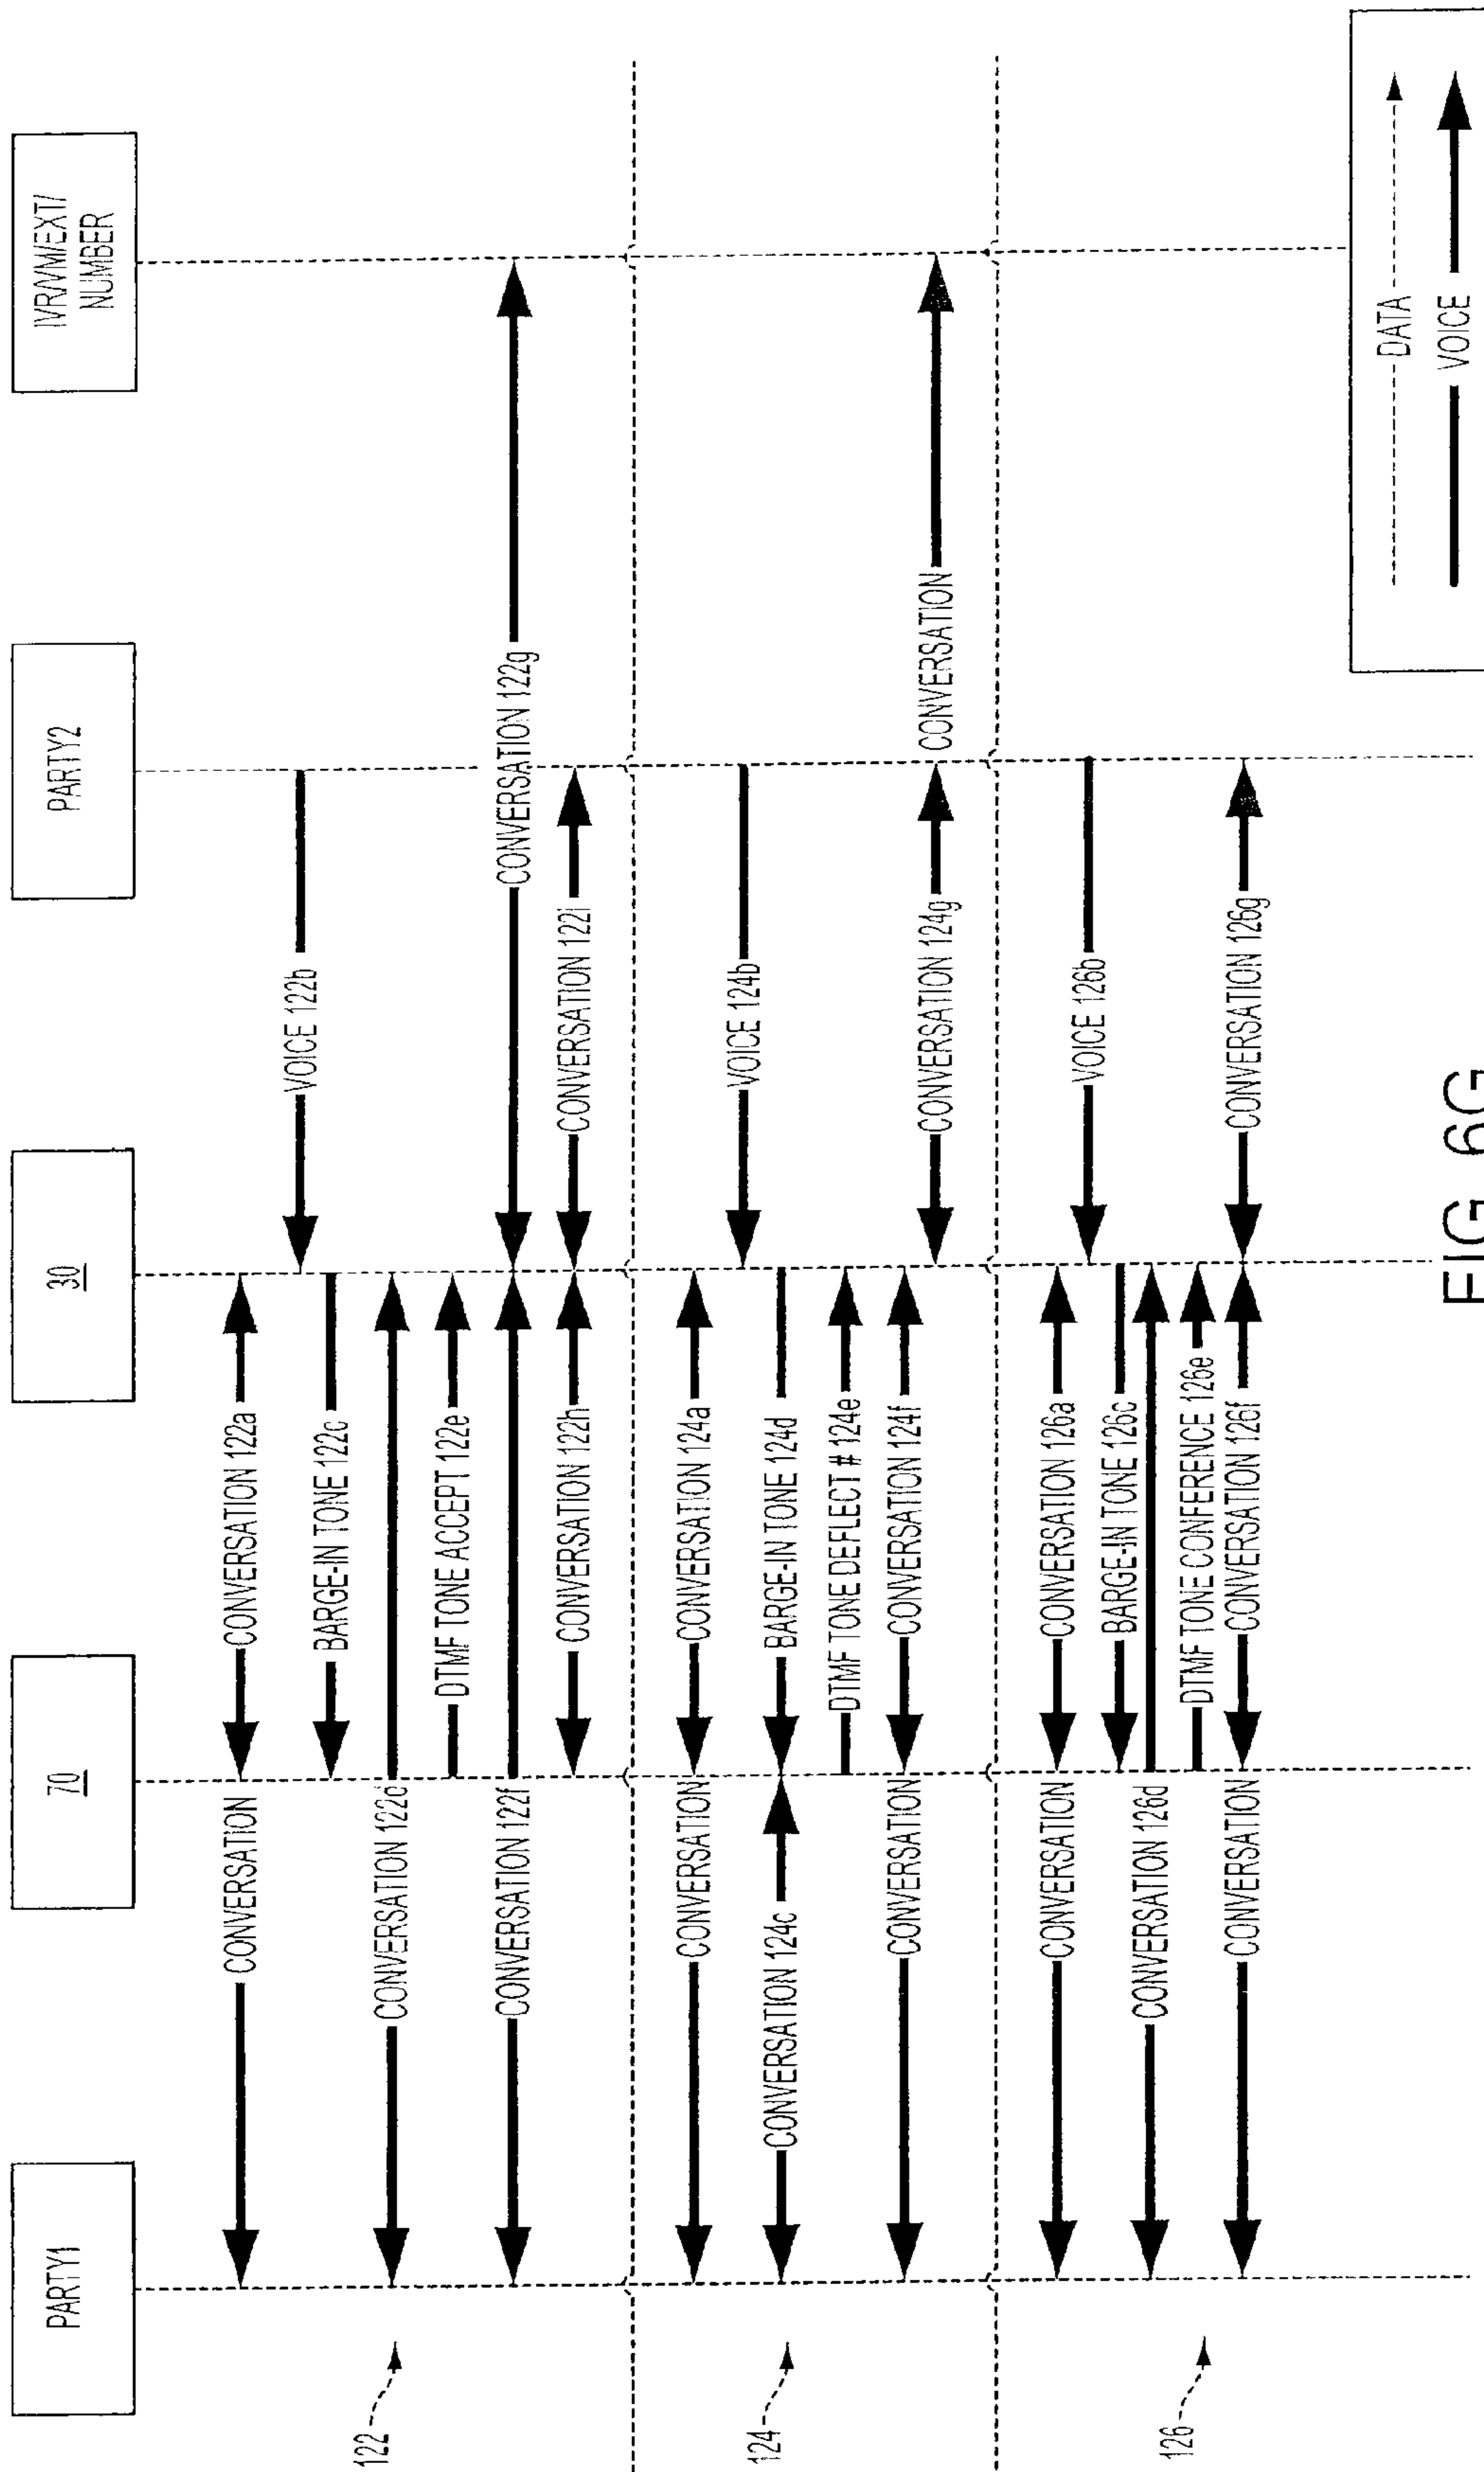 PARTY1
70
30
PARTY2
IVR/VM/EXT/
NUMBER
122
CONVERSATION
CONVERSATION 122a
VOICE 122b
BARGE-IN TONE 122c
CONVERSATION 122d
DTMF TONE ACCEPT 122e
CONVERSATION 122f
CONVERSATION 122g
CONVERSATION 122h
CONVERSATION 122i
124
CONVERSATION
CONVERSATION 124a
VOICE 124b
CONVERSATION 124c
BARGE-IN TONE 124d
DTMF TONE DEFLECT # 124e
CONVERSATION
CONVERSATION 124f
CONVERSATION 124g
CONVERSATION
126
CONVERSATION
CONVERSATION 126a
VOICE 126b
BARGE-IN TONE 126c
CONVERSATION 126d
DTMF TONE CONFERENCE 126e
CONVERSATION
CONVERSATION 126f
CONVERSATION 126g
DATA
VOICE
FIG 6G